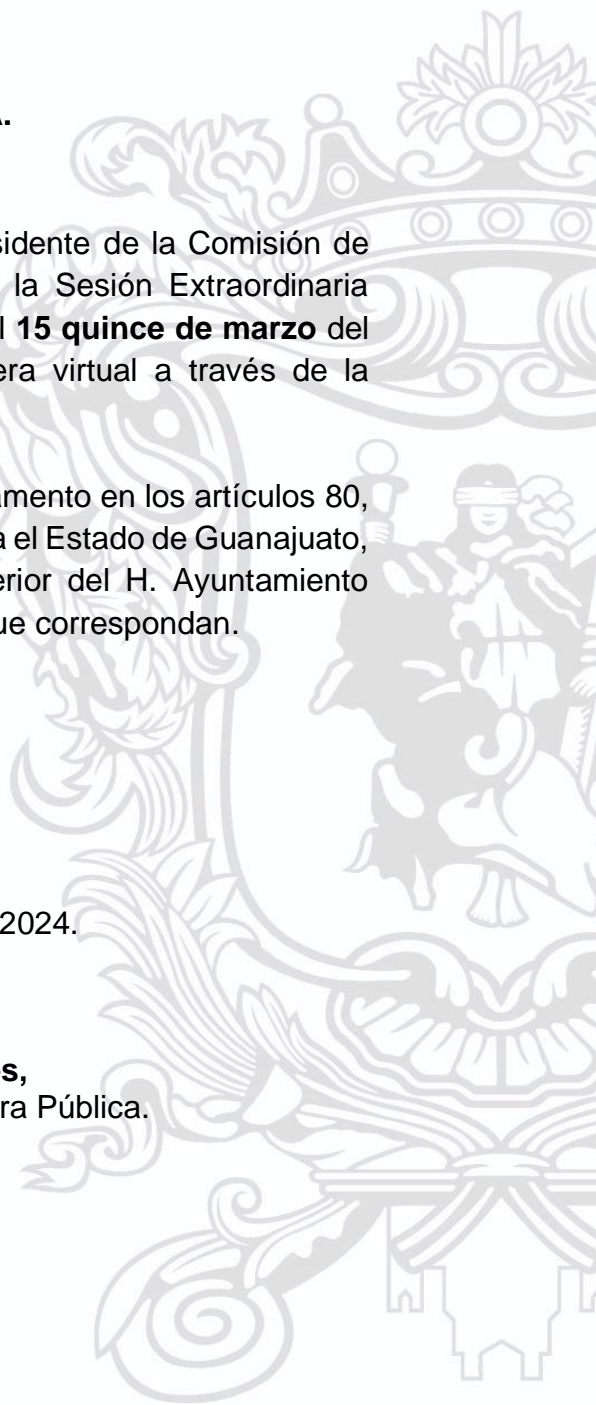 A.
sidente de la Comisión de
la Sesión Extraordinaria
l 15 quince de marzo del
era virtual a través de la
amento en los artículos 80,
a el Estado de Guanajuato,
erior del H. Ayuntamiento
ue correspondan.
2024.
s,
ra Pública.